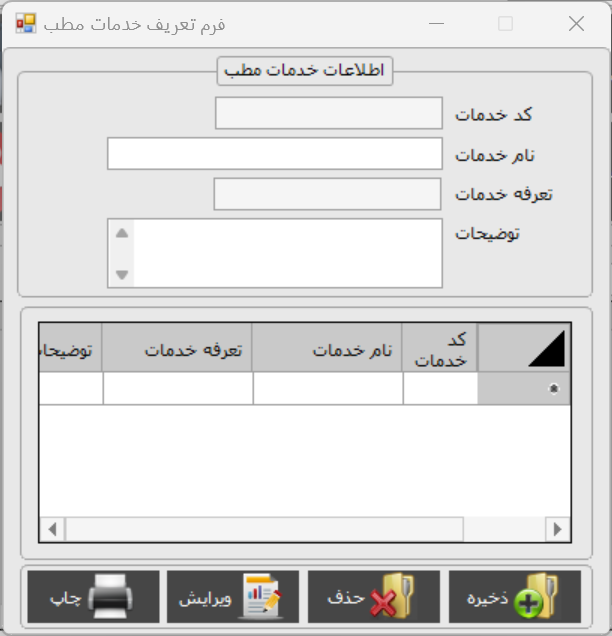 فرم تعریف خدمات مطب
اطلاعات خدمات مطب
کد خدمات
نام خدمات
تعرفه خدمات
توضیحات
کد خدمات نام خدمات تعرفه خدمات توضیحات
ذخیره حذف ویرایش چاپ